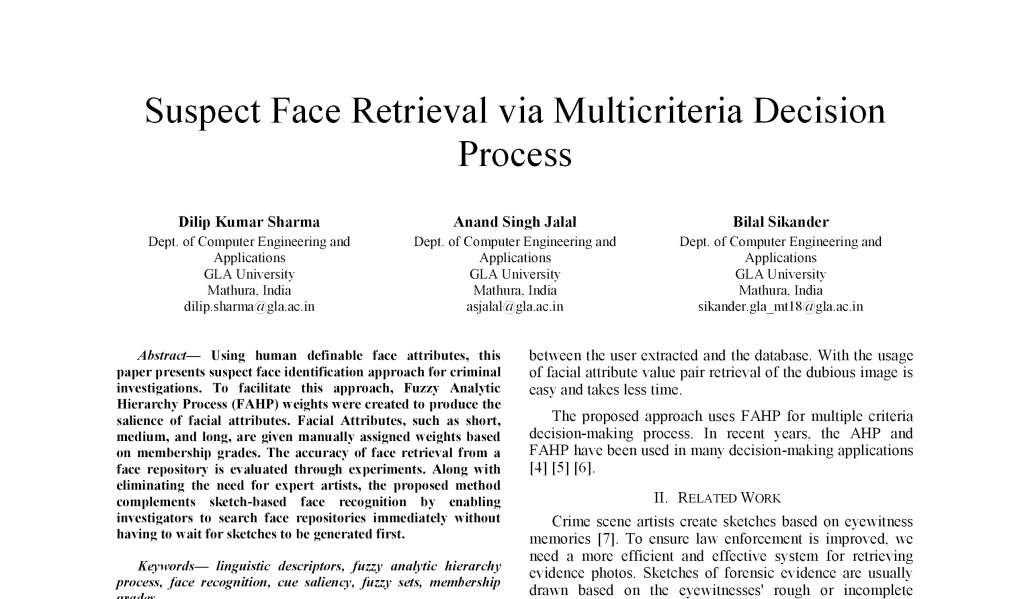 Suspect Face Retrieval via Multicriteria Decision
Process
Dilip Kumar Sharma
Dept. of Computer Engineering and
Applications
GLA University
Mathura, India
dilip.sharma@gla.ac.in
Anand Singh Jalal
Dept. of Computer Engineering and
Applications
GLA University
Mathura, India
asjalal@gla.ac.in
Bilal Sikander
Dept. of Computer Engineering and
Applications
GLA University
Mathura, India
sikander.gla_mt18@gla.ac.in
Abstract— Using human definable face attributes, this
paper presents suspect face identification approach for criminal
investigations. To facilitate this approach, Fuzzy Analytic
Hierarchy Process (FAHP) weights were created to produce the
salience of facial attributes. Facial Attributes, such as short,
medium, and long, are given manually assigned weights based
on membership grades. The accuracy of face retrieval from a
face repository is evaluated through experiments. Along with
eliminating the need for expert artists, the proposed method
complements sketch-based face recognition by enabling
investigators to search face repositories immediately without
having to wait for sketches to be generated first.
Keywords— linguistic descriptors, fuzzy analytic hierarchy
process, face recognition, cue saliency, fuzzy sets, membership
grades
between the user extracted and the database. With the usage
of facial attribute value pair retrieval of the dubious image is
easy and takes less time.
The proposed approach uses FAHP for multiple criteria
decision-making process. In recent years, the AHP and
FAHP have been used in many decision-making applications
[4] [5] [6].
II. RELATED WORK
Crime scene artists create sketches based on eyewitness
memories [7]. To ensure law enforcement is improved, we
need a more efficient and effective system for retrieving
evidence photos. Sketches of forensic evidence are usually
drawn based on the eyewitnesses' rough or incomplete